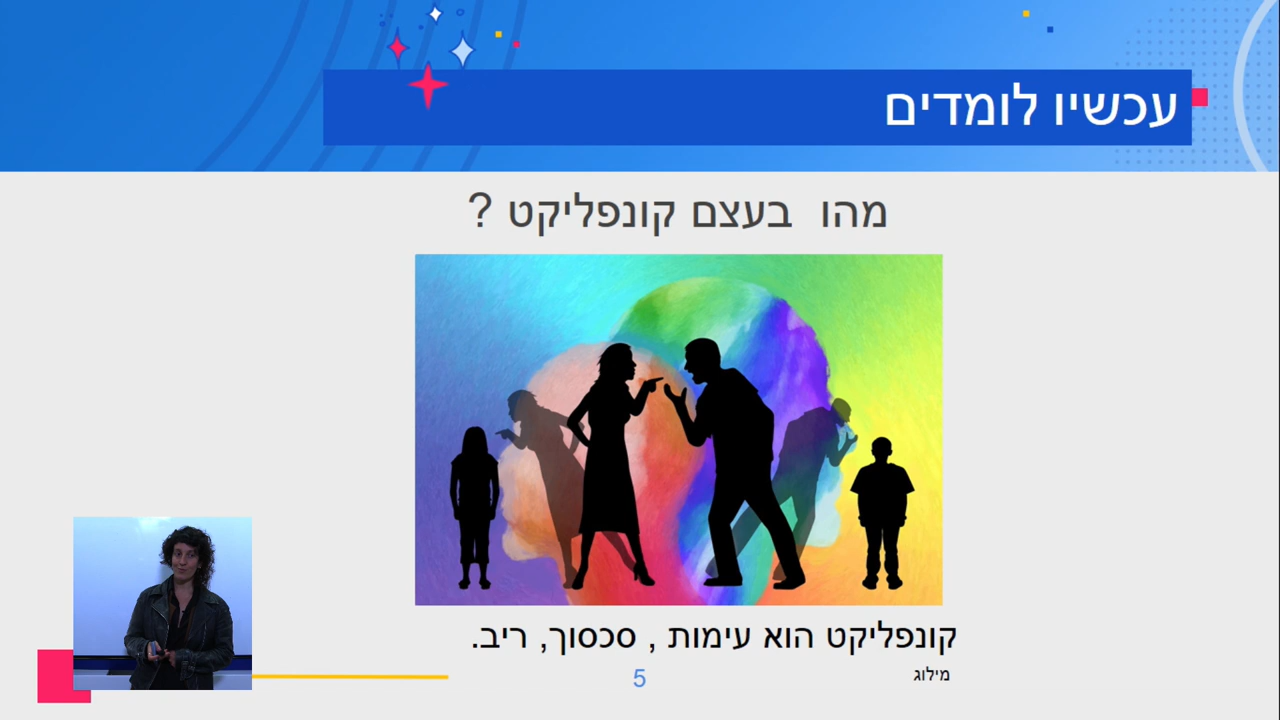 עכשיו לומדים
מהו בעצם קונפליקט ?
קונפליקט הוא עימות , סכסוך, ריב.
מילוג
5